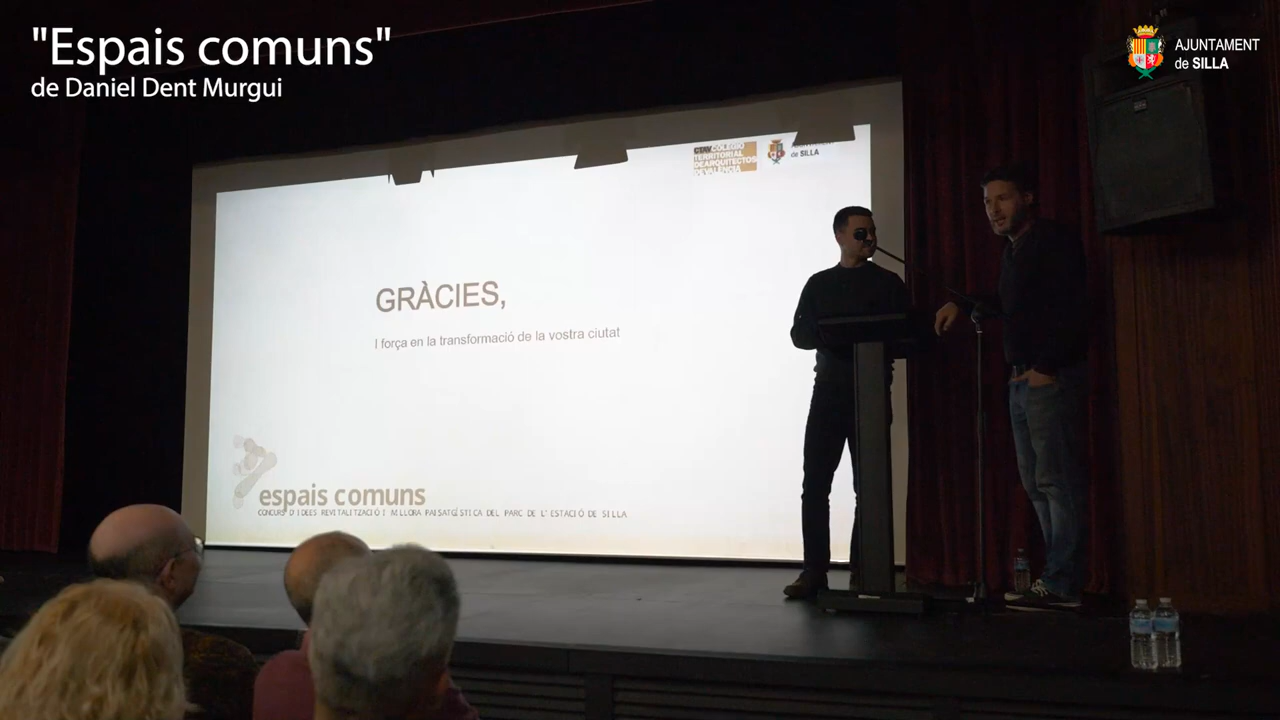 "Espais comuns"
de Daniel Dent Murgui
AJUNTAMENT
de SILLA
CTAV COLEGIO
TERRITORIAL
DE ARQUITECTOS
DE VALENCIA
de SILLA
GRÀCIES,
I força en la transformació de la vostra ciutat
espais comuns
CONCURS D'IDEES REVITALITZACIÓ I MILLORA PAISATGÍSTICA DEL PARC DE L'ESTACIÓ DE SILLA